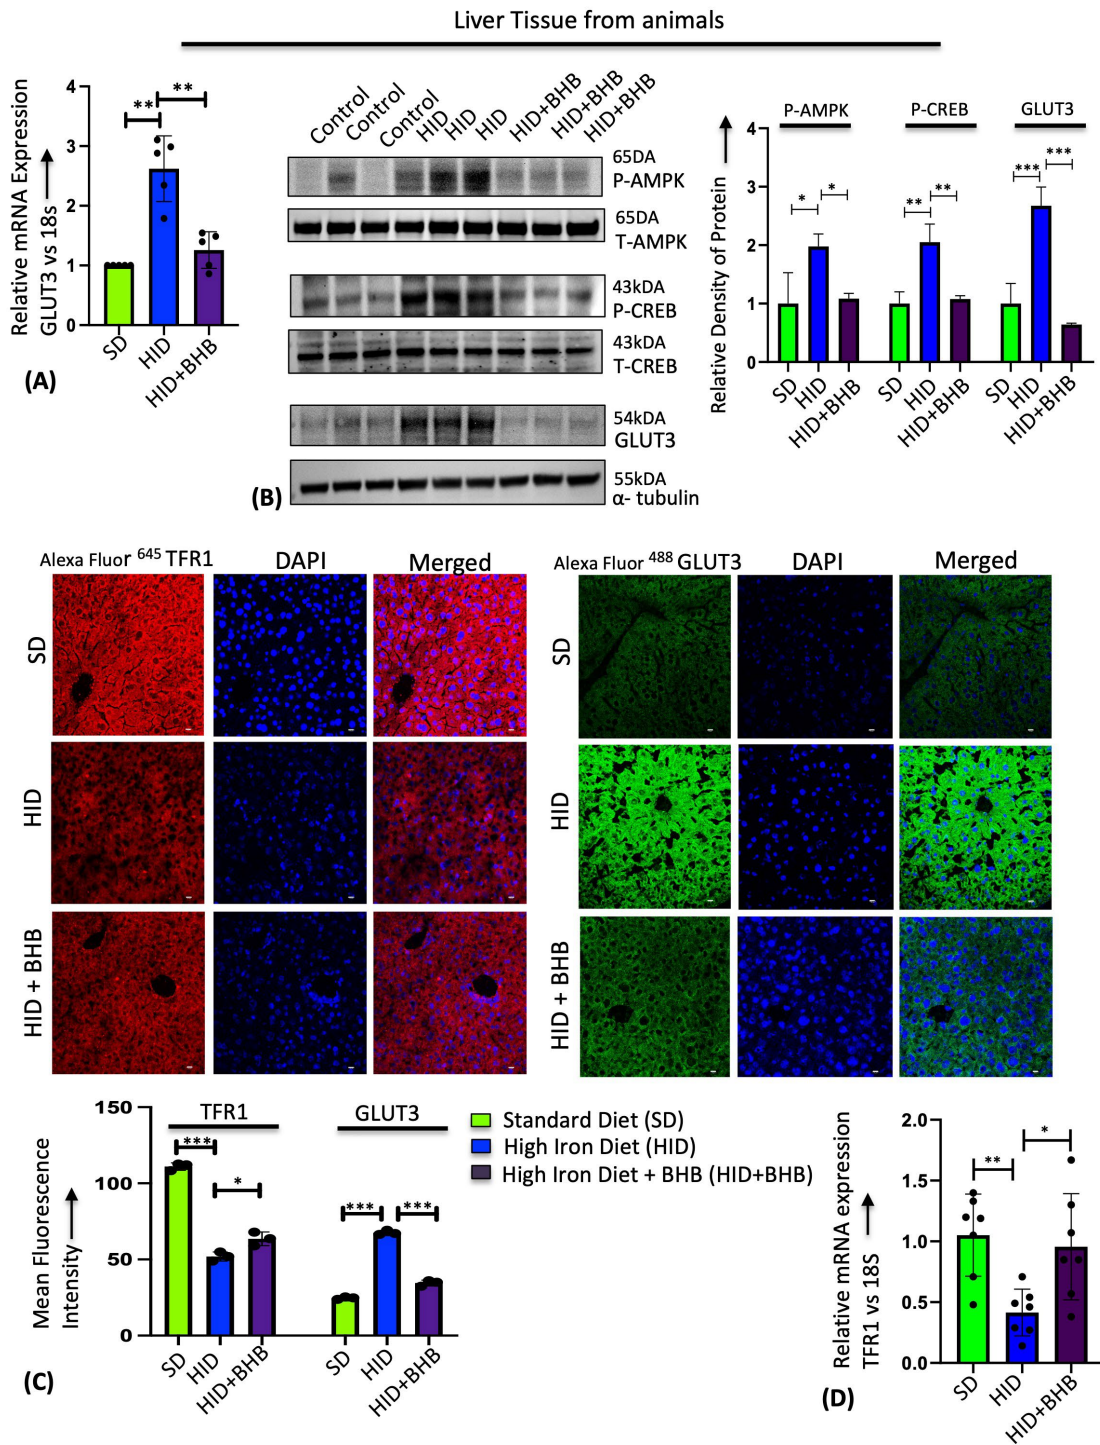 Liver Tissue from animals
Relative mRNA Expression
GLUT3 vs 18s
4
3
2
1
0
**
**
SD
HID
HID+BHB
(A)
Control
Control
Control
HID
HID
HID
HID+BHB
HID+BHB
HID+BHB
65DA
P-AMPK
65DA
T-AMPK
43kDA
P-CREB
43kDA
T-CREB
54kDA
GLUT3
55kDA
α- tubulin
(B)
Relative Density of Protein
4
3
2
1
0
P-AMPK
P-CREB
GLUT3
*
*
**
**
***
***
SD
HID
HID+BHB
SD
HID
HID+BHB
SD
HID
HID+BHB
Alexa Fluor 645 TFR1
DAPI
Merged
SD
HID
HID + BHB
Alexa Fluor 488 GLUT3
DAPI
Merged
SD
HID
HID + BHB
Mean Fluorescence
Intensity
150
100
50
0
TFR1
GLUT3
***
*
***
***
SD
HID
HID+BHB
SD
HID
HID+BHB
Standard Diet (SD)
High Iron Diet (HID)
High Iron Diet + BHB (HID+BHB)
(C)
Relative mRNA expression
TFR1 vs 18S
2.0
1.5
1.0
0.5
0.0
**
*
SD
HID
HID+BHB
(D)